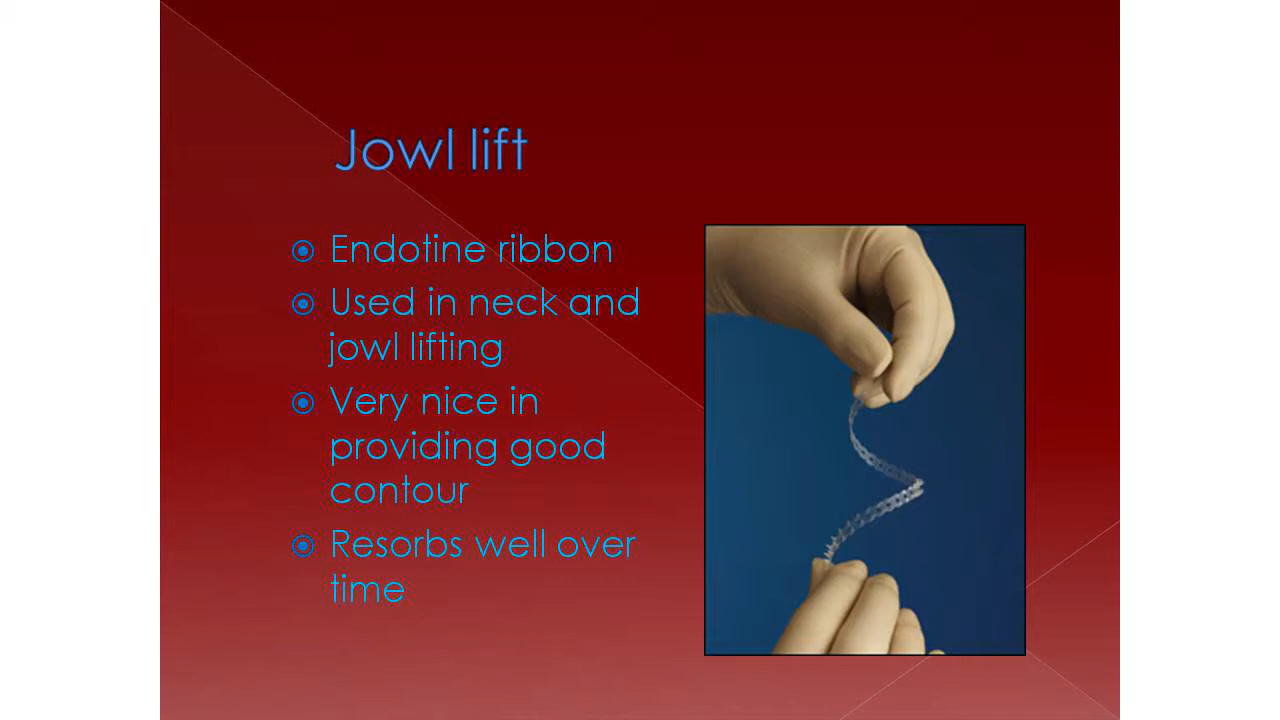 Jowl lift
Endotine ribbon
Used in neck and
jowl lifting
Very nice in
providing good
contour
Resorbs well over
time